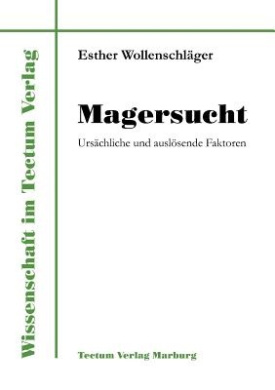 Esther Wollenschläger
Magersucht
Ursächliche und auslösende Faktoren
Wissenschaft im Tectum Verlag
Tectum Verlag Marburg